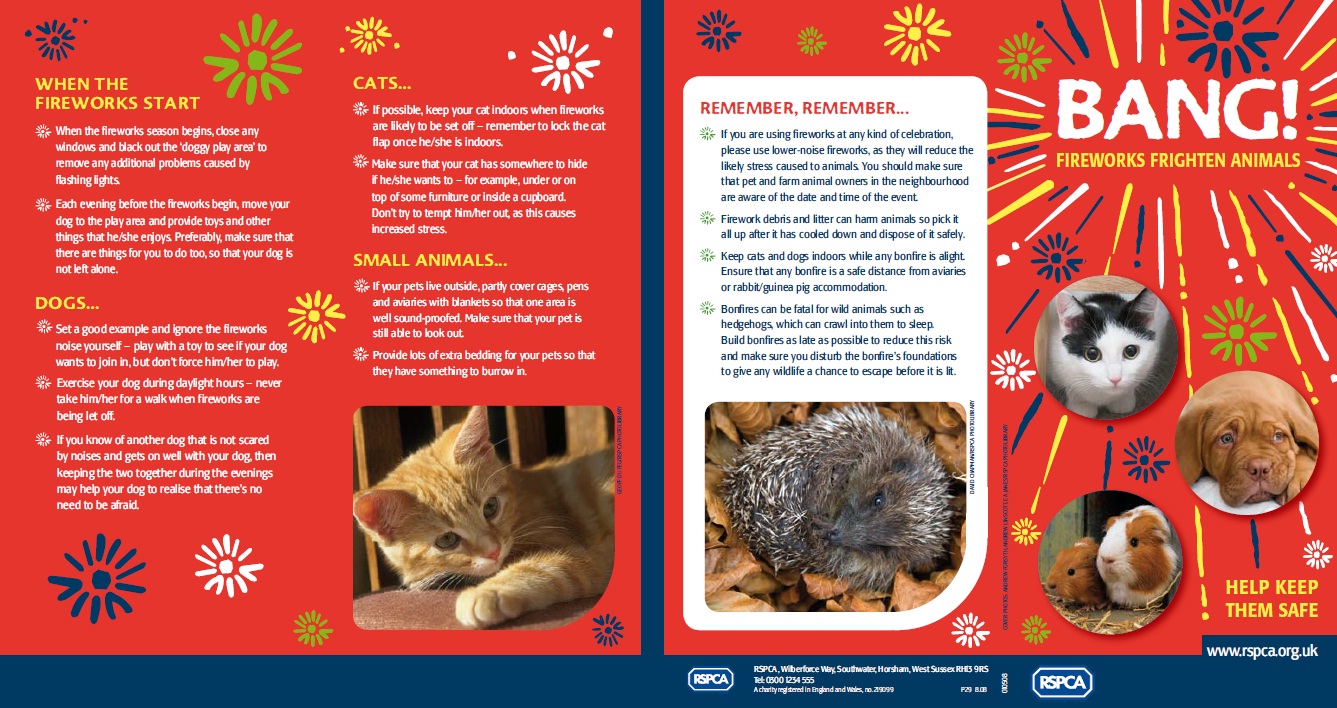 WHEN THE
FIREWORKS START
When the fireworks season begins, close any
windows and black out the 'doggy play area' to
remove any additional problems caused by
flashing lights.
Each evening before the fireworks begin, move your
dog to the play area and provide toys and other
things that he/she enjoys. Preferably, make sure that
there are things for you to do too, so that your dog is
not left alone.
DOGS...
Set a good example and ignore the fireworks
noise yourself – play with a toy to see if your dog
wants to join in, but don't force him/her to play.
Exercise your dog during daylight hours – never
take him/her for a walk when fireworks are
being let off.
If you know of another dog that is not scared
by noises and gets on well with your dog, then
keeping the two together during the evenings
may help your dog to realise that there's no
need to be afraid.
CATS...
If possible, keep your cat indoors when fireworks
are likely to be set off – remember to lock the cat
flap once he/she is indoors.
Make sure that your cat has somewhere to hide
if he/she wants to – for example, under or on
top of some furniture or inside a cupboard.
Don't try to tempt him/her out, as this causes
increased stress.
SMALL ANIMALS...
If your pets live outside, partly cover cages, pens
and aviaries with blankets so that one area is
well sound-proofed. Make sure that your pet is
still able to look out.
Provide lots of extra bedding for your pets so that
they have something to burrow in.
REMEMBER, REMEMBER...
If you are using fireworks at any kind of celebration,
please use lower-noise fireworks, as they will reduce the
likely stress caused to animals. You should make sure
that pet and farm animal owners in the neighbourhood
are aware of the date and time of the event.
Firework debris and litter can harm animals so pick it
all up after it has cooled down and dispose of it safely.
Keep cats and dogs indoors while any bonfire is alight.
Ensure that any bonfire is a safe distance from aviaries
or rabbit/guinea pig accommodation.
Bonfires can be fatal for wild animals such as
hedgehogs, which can crawl into them to sleep.
Build bonfires as late as possible to reduce this risk
and make sure you disturb the bonfire's foundations
to give any wildlife a chance to escape before it is lit.
DAVID CHAPMAN/RSPCA PHOTOLIBRARY
RSPCA
RSPCA, Wilberforce Way, Southwater, Horsham, West Sussex RH13 9RS
Tel: 0300 1234 555
A charity registered in England and Wales, no. 219099
P29 8.08
BANG!
FIREWORKS FRIGHTEN ANIMALS
HELP KEEP
THEM SAFE
www.rspca.org.uk
RSPCA